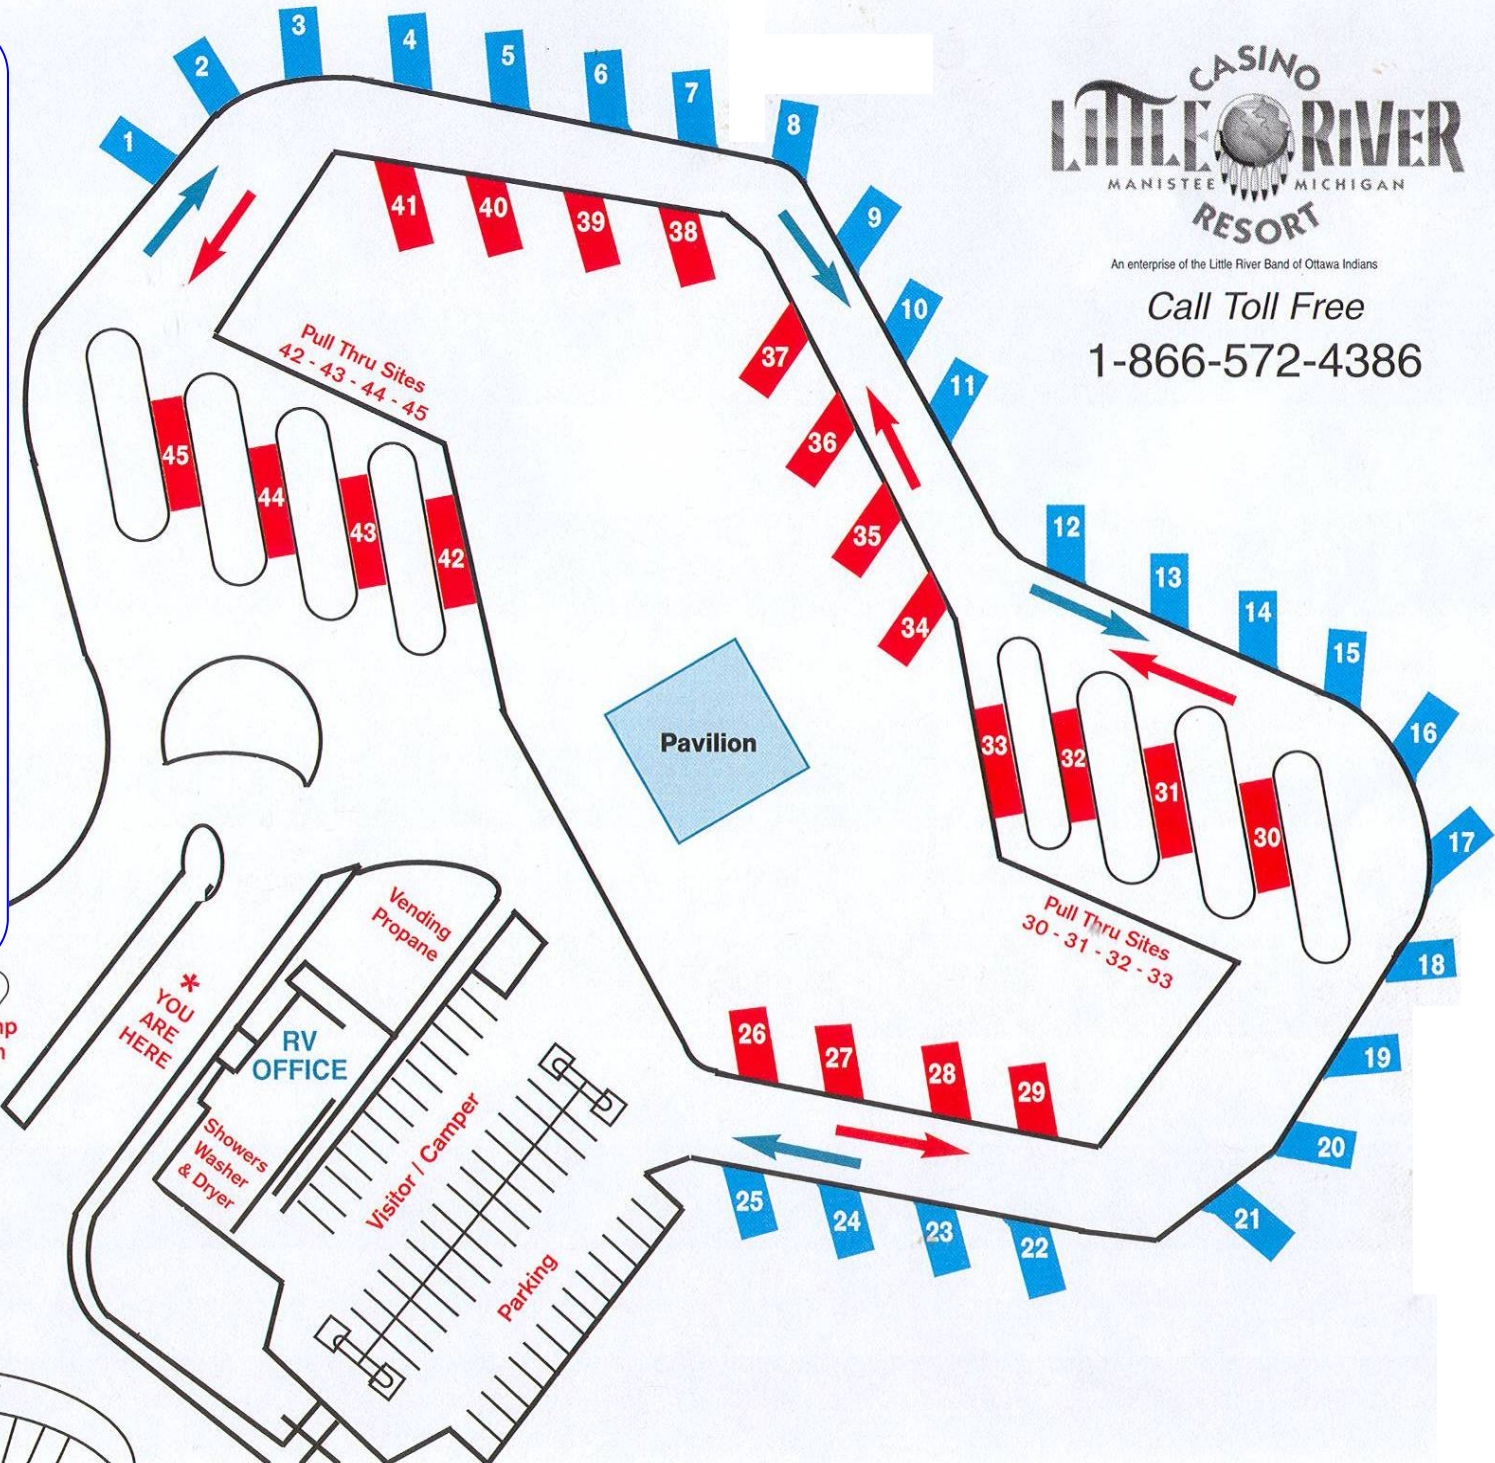 CASINO
LITTLE RIVER
MANISTEE MICHIGAN
RESORT
An enterprise of the Little River Band of Ottawa Indians
Call Toll Free
1-866-572-4386
1
2
3
4
5
6
7
8
9
10
11
12
13
14
15
16
17
18
19
20
21
22
23
24
25
26
27
28
29
30
31
32
33
34
35
36
37
38
39
40
41
42
43
44
45
Pull Thru Sites
42 - 43 - 44 - 45
Pavilion
Pull Thru Sites
30 - 31 - 32 - 33
Vending
Propane
* YOU
ARE
HERE
RV
OFFICE
Showers
Washer
& Dryer
Visitor / Camper
Parking